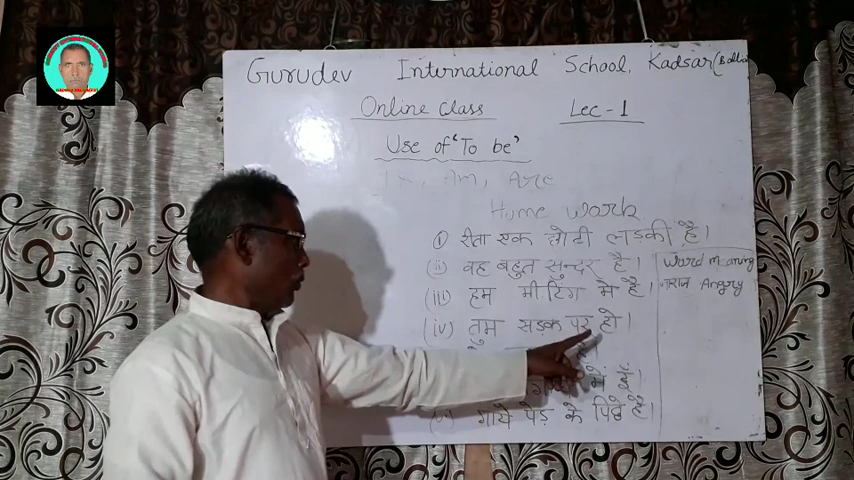 Gurudev International School, Kadsar
Online Class Lec-1
Use of 'To be'
Is, Am, Are
Home work
(i) रीता एक छोटी लड़की है।
(ii) वह बहुत सुन्दर है।
(iii) हम मीटिंग मे है।
(iv) तुम सड़क पर हो।
गाये पेड़ के पिछे है।
Word meaning
नाराज Angry